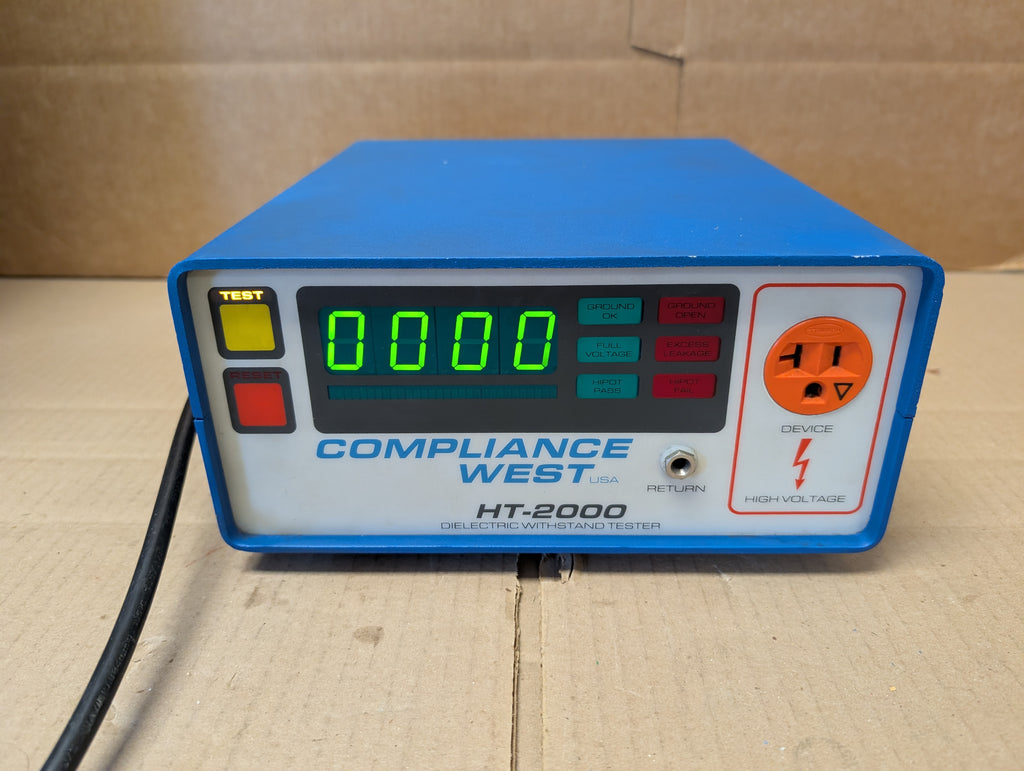 TEST
RESET
0000
GROUND
OK
GROUND
OPEN
FULL
VOLTAGE
EXCESS
LEAKAGE
HIPOT
PASS
HIPOT
FAIL
COMPLIANCE
WEST USA
RETURN
HT-2000
DIELECTRIC WITHSTAND TESTER
DEVICE
HIGH VOLTAGE